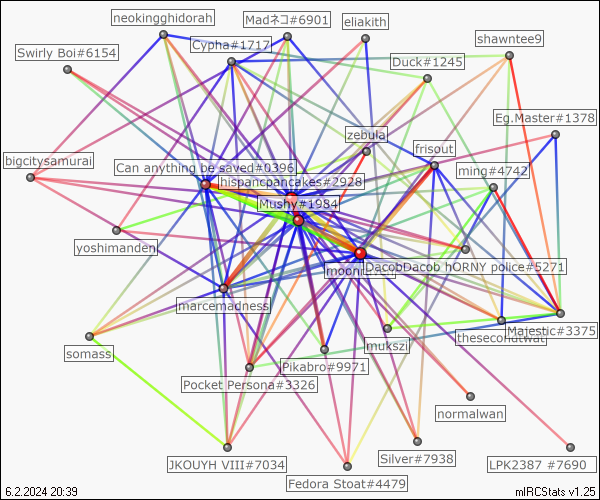 neokingghidorah
Madネコ#6901
eliakith
shawntee9
Swirly Boi#6154
Cypha#1717
Duck#1245
Eg.Master#1378
zebula
frisout
bigcitysamurai
Can anything be saved#0396
ming#4742
hispanicpancakes#2928
Mushy#1984
yoshimanden
DacobDacob hORNY police#5271
marcemadness
Majestic#3375
mukszi
thesecondtwat
somass
Pikabro#9971
Pocket Persona#3326
normalwan
JKOUYH VIII#7034
Silver#7938
LPK2387 #7690
Fedora Stoat#4479
6.2.2024 20:39
mIRCStats v1.25